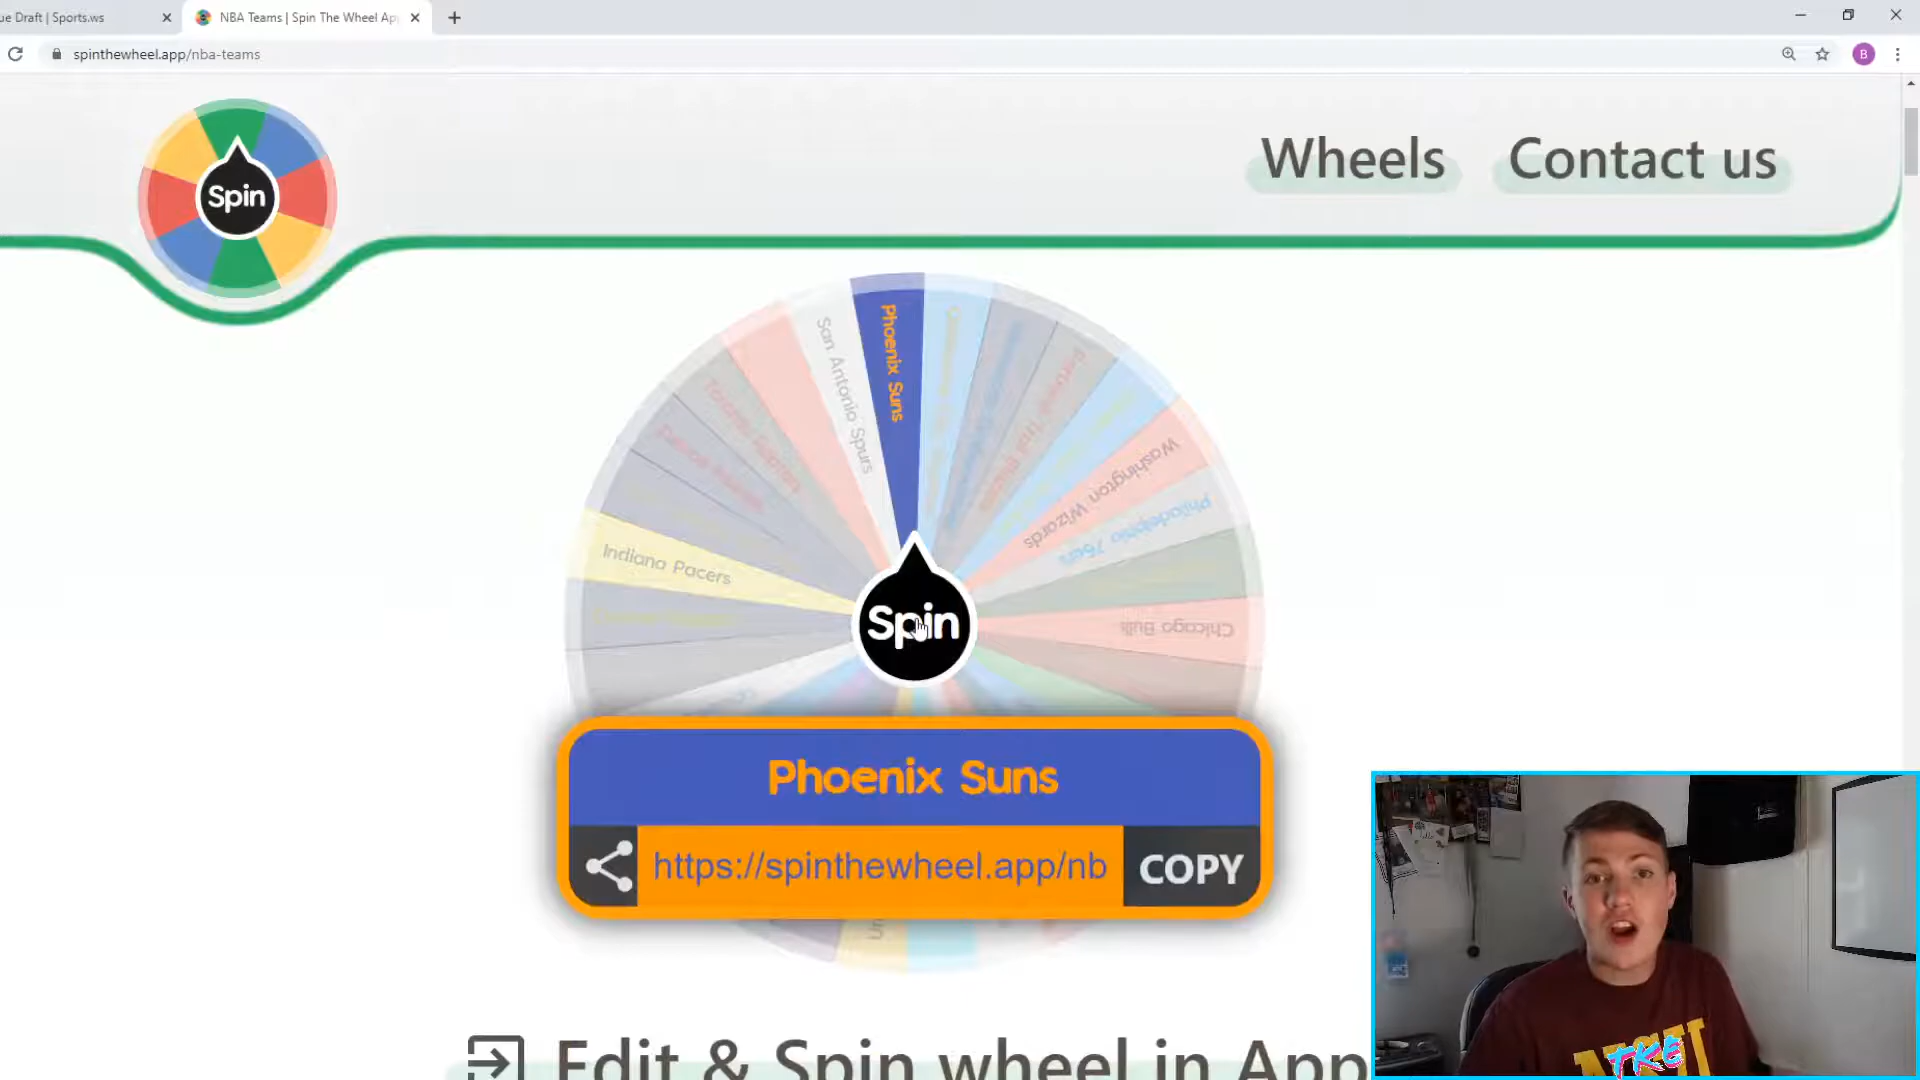 ue Draft | Sports.ws
NBA Teams | Spin The Wheel Ap
spinthewheel.app/nba-teams
B
Spin
Wheels
Contact us
Phoenix Suns
San Antonio Spurs
Washington Wizards
Philadelphia 76ers
Indiana Pacers
Chicago Bulls
Spin
Phoenix Suns
https://spinthewheel.app/nb
COPY
Edit & Spin wheel in App
TKE